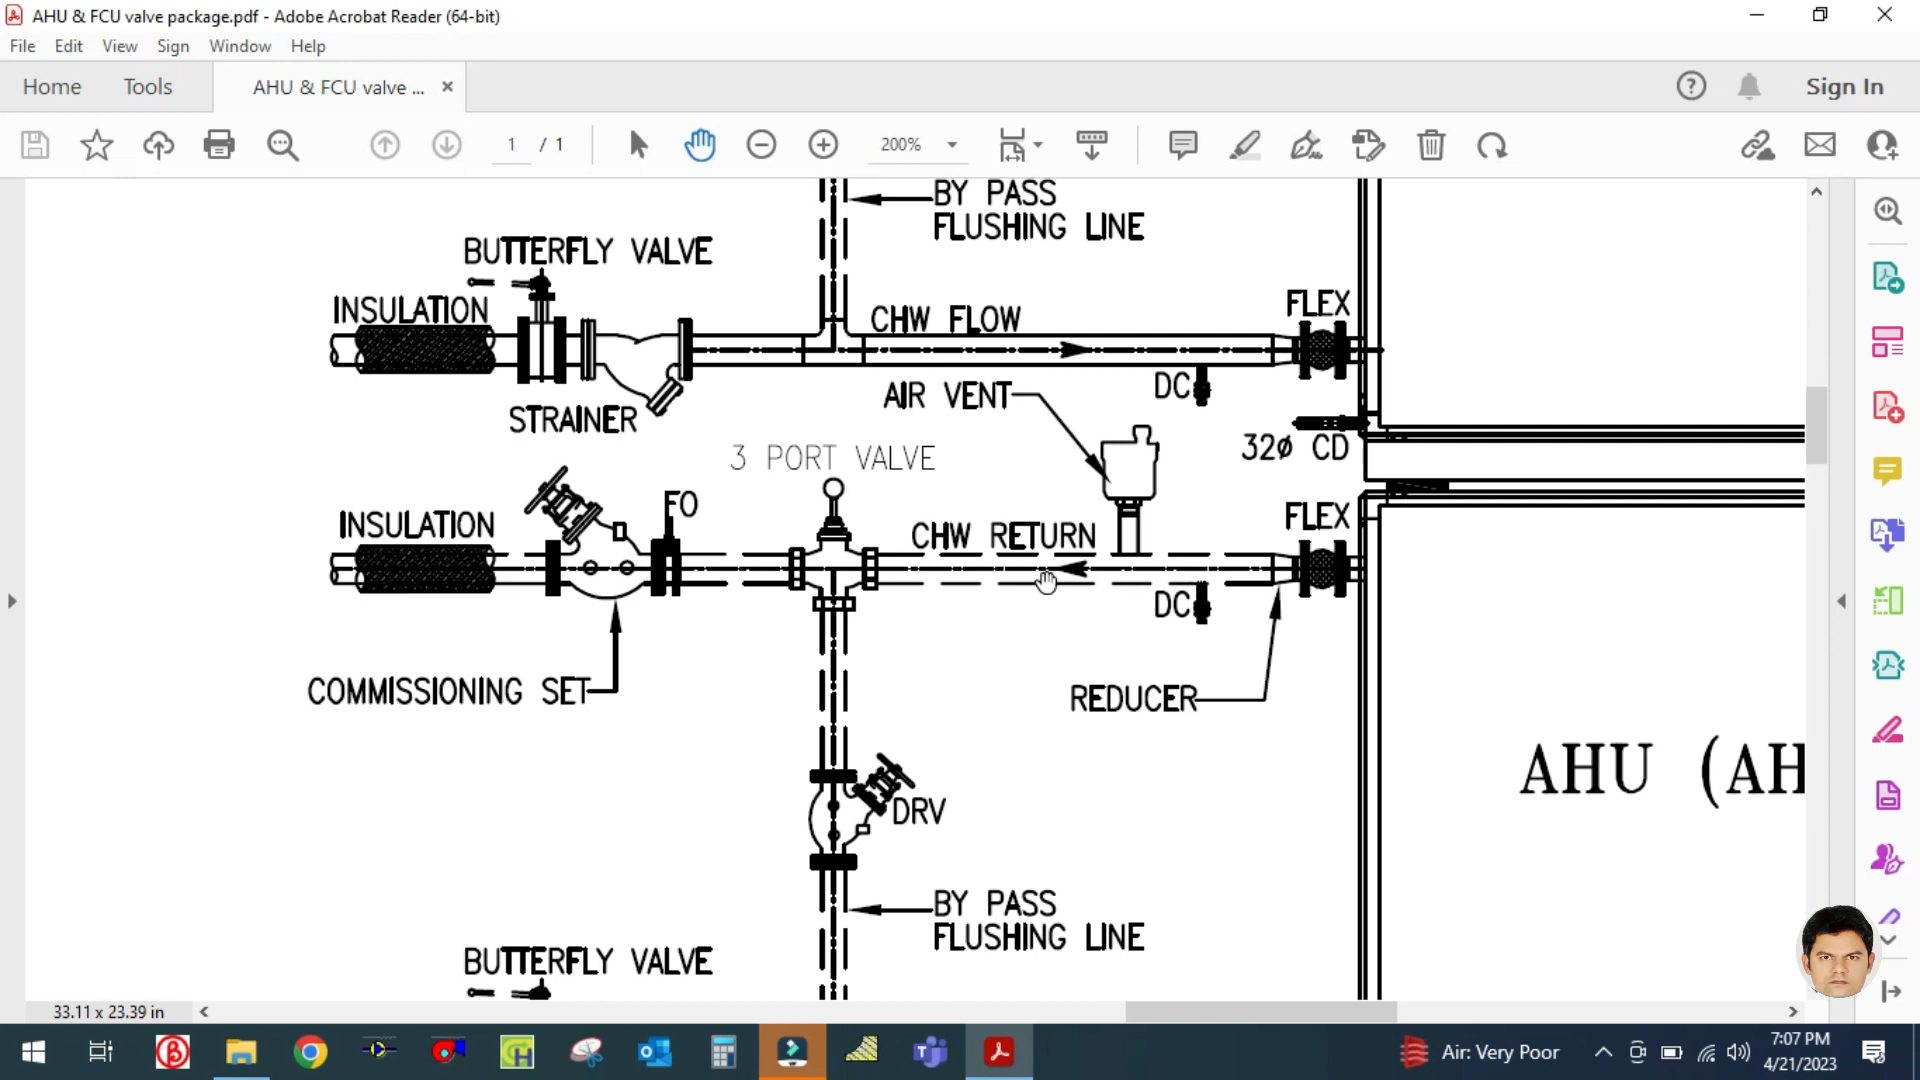 AHU & FCU valve package.pdf - Adobe Acrobat Reader (64-bit)
File Edit View Sign Window Help
Home Tools AHU & FCU valve ... Sign In
1 / 1 200%
BY PASS
FLUSHING LINE
BUTTERFLY VALVE
INSULATION
CHW FLOW
FLEX
STRAINER
AIR VENT
DC
32ø CD
3 PORT VALVE
FO
INSULATION
CHW RETURN
FLEX
DC
COMMISSIONING SET
REDUCER
AHU (AH
DRV
BY PASS
FLUSHING LINE
BUTTERFLY VALVE
33.11 x 23.39 in
Air: Very Poor
7:07 PM
4/21/2023